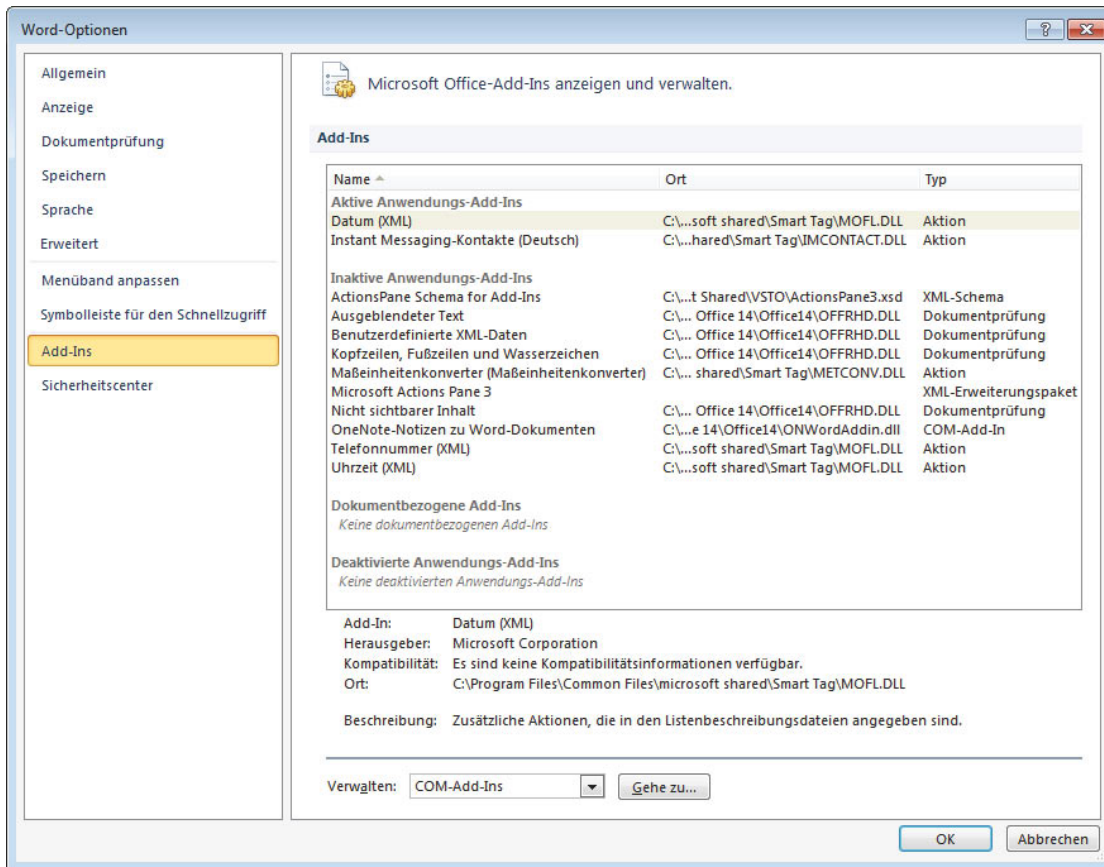 Word-Optionen
Allgemein
Anzeige
Dokumentprüfung
Speichern
Sprache
Erweitert
Menüband anpassen
Symbolleiste für den Schnellzugriff
Add-Ins
Sicherheitscenter
Microsoft Office-Add-Ins anzeigen und verwalten.
Add-Ins
Name Ort Typ
Aktive Anwendungs-Add-Ins
Datum (XML) C:\...soft shared\Smart Tag\MOFL.DLL Aktion
Instant Messaging-Kontakte (Deutsch) C:\...hared\Smart Tag\IMCONTACT.DLL Aktion
Inaktive Anwendungs-Add-Ins
ActionsPane Schema for Add-Ins C:\...t Shared\VSTO\ActionsPane3.xsd XML-Schema
Ausgeblendeter Text C:\... Office 14\Office14\OFFRHD.DLL Dokumentprüfung
Benutzerdefinierte XML-Daten C:\... Office 14\Office14\OFFRHD.DLL Dokumentprüfung
Kopfzeilen, Fußzeilen und Wasserzeichen C:\... Office 14\Office14\OFFRHD.DLL Dokumentprüfung
Maßeinheitenkonverter (Maßeinheitenkonverter) C:\... shared\Smart Tag\METCONV.DLL Aktion
Microsoft Actions Pane 3 XML-Erweiterungspaket
Nicht sichtbarer Inhalt C:\... Office 14\Office14\OFFRHD.DLL Dokumentprüfung
OneNote-Notizen zu Word-Dokumenten C:\...e 14\Office14\ONWordAddin.dll COM-Add-In
Telefonnummer (XML) C:\...soft shared\Smart Tag\MOFL.DLL Aktion
Uhrzeit (XML) C:\...soft shared\Smart Tag\MOFL.DLL Aktion
Dokumentbezogene Add-Ins
Keine dokumentbezogenen Add-Ins
Deaktivierte Anwendungs-Add-Ins
Keine deaktivierten Anwendungs-Add-Ins
Add-In: Datum (XML)
Herausgeber: Microsoft Corporation
Kompatibilität: Es sind keine Kompatibilitätsinformationen verfügbar.
Ort: C:\Program Files\Common Files\microsoft shared\Smart Tag\MOFL.DLL
Beschreibung: Zusätzliche Aktionen, die in den Listenbeschreibungsdateien angegeben sind.
Verwalten: COM-Add-Ins Gehe zu...
OK Abbrechen